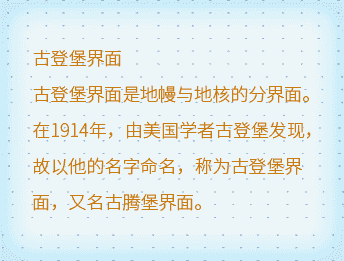 古登堡界面
古登堡界面是地幔与地核的分界面。
在1914年，由美国学者古登堡发现，
故以他的名字命名，称为古登堡界
面，又名古腾堡界面。